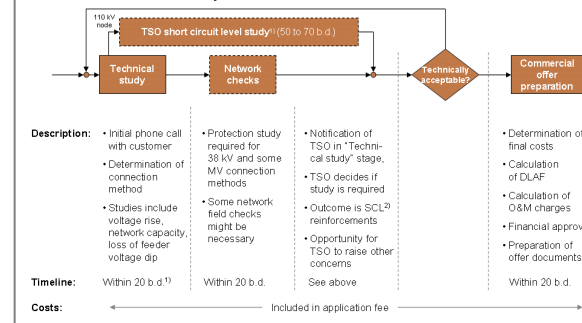 110 kV
node
TSO short circuit level study1) (50 to 70 b.d.)
Technical
study
Network
checks
Technically
acceptable?
Commercial
offer
preparation
Description:
• Initial phone call
with customer
• Determination of
connection
method
• Studies include
voltage rise,
network capacity,
loss of feeder
voltage dip
• Protection study
required for
38 kV and some
MV connection
methods
• Some network
field checks
might be
necessary
• Notification of
TSO in "Techni-
cal study" stage,
• TSO decides if
study is required
• Outcome is SCL2)
reinforcements
• Opportunity for
TSO to raise other
concerns
• Determination of
final costs
• Calculation
of DLAF
• Calculation of
O&M charges
• Financial approv
• Preparation of
offer documents
Timeline:
Within 20 b.d.1)
Within 20 b.d.
See above
Within 20 b.d.
Costs:
Included in application fee